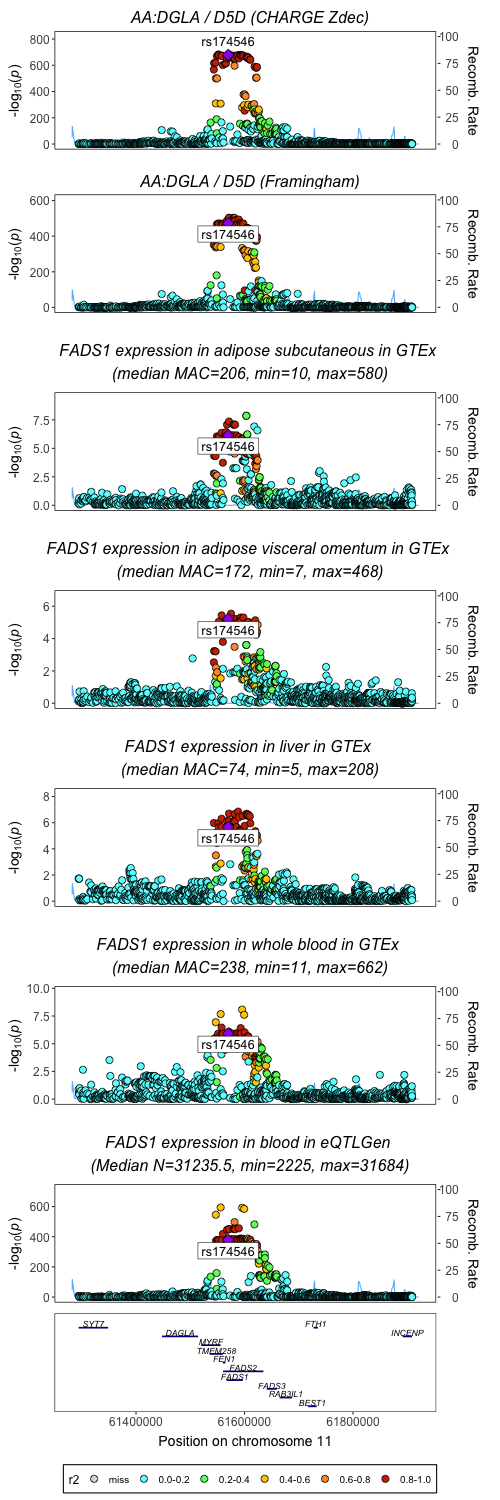 AA:DGLA / D5D (CHARGE Zdec)
rs174546
800
600
400
200
0
100
75
50
25
0
-log10(p)
Recomb. Rate
AA:DGLA / D5D (Framingham)
rs174546
600
400
200
0
100
75
50
25
0
-log10(p)
Recomb. Rate
FADS1 expression in adipose subcutaneous in GTEx
(median MAC=206, min=10, max=580)
rs174546
7.5
5.0
2.5
0.0
100
75
50
25
0
-log10(p)
Recomb. Rate
FADS1 expression in adipose visceral omentum in GTEx
(median MAC=172, min=7, max=468)
rs174546
6
4
2
0
100
75
50
25
0
-log10(p)
Recomb. Rate
FADS1 expression in liver in GTEx
(median MAC=74, min=5, max=208)
rs174546
8
6
4
2
0
100
75
50
25
0
-log10(p)
Recomb. Rate
FADS1 expression in whole blood in GTEx
(median MAC=238, min=11, max=662)
rs174546
10.0
7.5
5.0
2.5
0.0
100
75
50
25
0
-log10(p)
Recomb. Rate
FADS1 expression in blood in eQTLGen
(Median N=31235.5, min=2225, max=31684)
rs174546
600
400
200
0
100
75
50
25
0
-log10(p)
Recomb. Rate
SYT7 FTH1
DAGLA INCENP
MYRF
TMEM258
FEN1
FADS2
FADS1
FADS3
RAB3IL1
BEST1
61400000 61600000 61800000
Position on chromosome 11
r2 miss 0.0-0.2 0.2-0.4 0.4-0.6 0.6-0.8 0.8-1.0